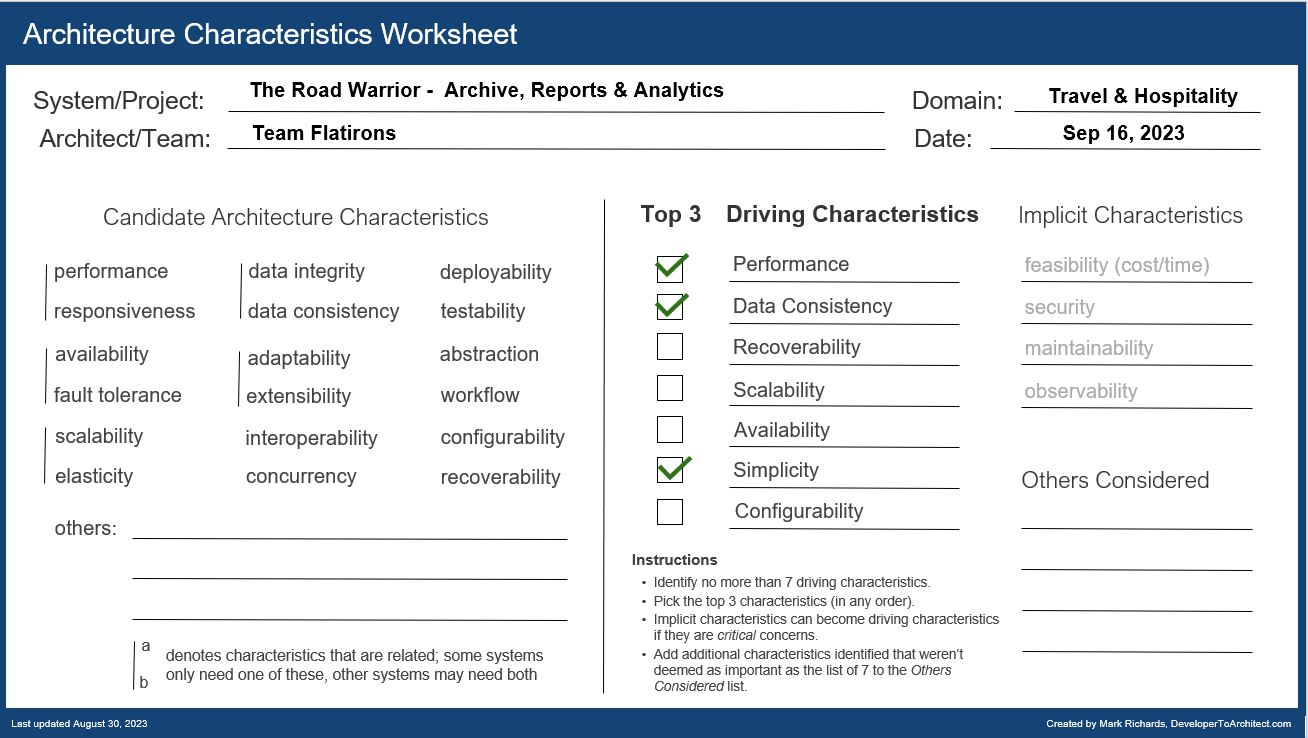 Architecture Characteristics Worksheet
System/Project: The Road Warrior - Archive, Reports & Analytics
Domain: Travel & Hospitality
Architect/Team: Team Flatirons
Date: Sep 16, 2023
Candidate Architecture Characteristics
performance
responsiveness
availability
fault tolerance
scalability
elasticity
data integrity
data consistency
adaptability
extensibility
interoperability
concurrency
deployability
testability
abstraction
workflow
configurability
recoverability
others:
a
b
denotes characteristics that are related; some systems
only need one of these, other systems may need both
Top 3 Driving Characteristics
Performance
Data Consistency
Recoverability
Scalability
Availability
Simplicity
Configurability
Instructions
• Identify no more than 7 driving characteristics.
• Pick the top 3 characteristics (in any order).
• Implicit characteristics can become driving characteristics
if they are critical concerns.
• Add additional characteristics identified that weren't
deemed as important as the list of 7 to the Others
Considered list.
Implicit Characteristics
feasibility (cost/time)
security
maintainability
observability
Others Considered
Last updated August 30, 2023
Created by Mark Richards, DeveloperToArchitect.com